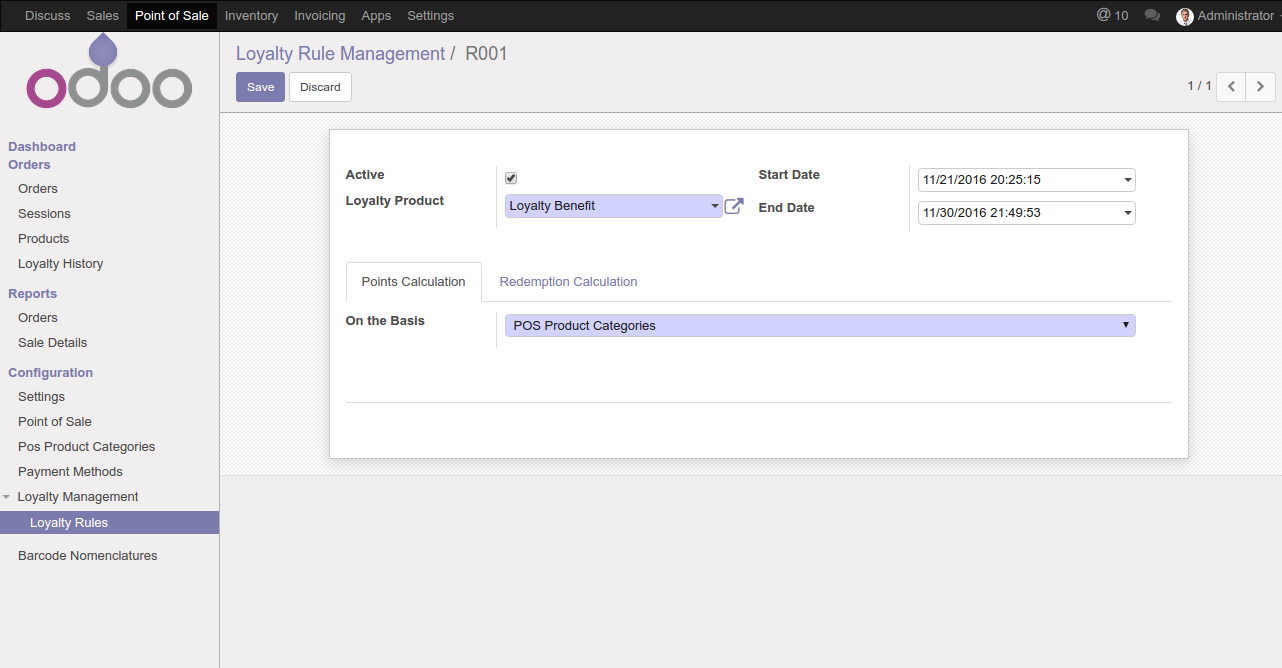 Discuss Sales Point of Sale Inventory Invoicing Apps Settings @ 10 Administrator
odoo
Loyalty Rule Management / R001
Save Discard
1 / 1
Dashboard
Orders
Orders
Sessions
Products
Loyalty History
Reports
Orders
Sale Details
Configuration
Settings
Point of Sale
Pos Product Categories
Payment Methods
Loyalty Management
Loyalty Rules
Barcode Nomenclatures
Active
Loyalty Product Loyalty Benefit
Start Date 11/21/2016 20:25:15
End Date 11/30/2016 21:49:53
Points Calculation Redemption Calculation
On the Basis POS Product Categories